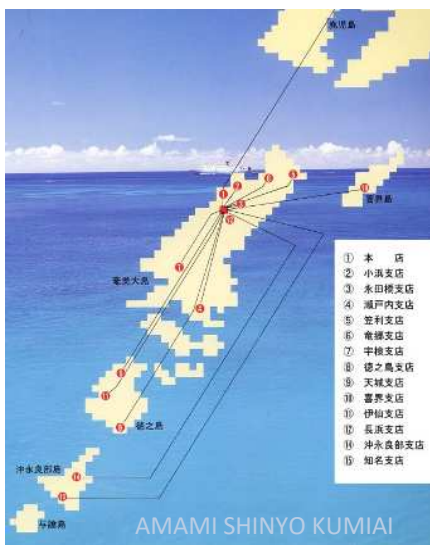 鹿児島
喜界島
奄美大島
徳之島
沖永良部島
与論島
① 本 店
② 小浜支店
③ 永田橋支店
④ 瀬戸内支店
⑤ 笠利支店
⑥ 竜郷支店
⑦ 宇検支店
⑧ 徳之島支店
⑨ 天城支店
⑩ 喜界支店
⑪ 伊仙支店
⑫ 長浜支店
⑭ 沖永良部支店
⑮ 知名支店
AMAMI SHINYO KUMIAI